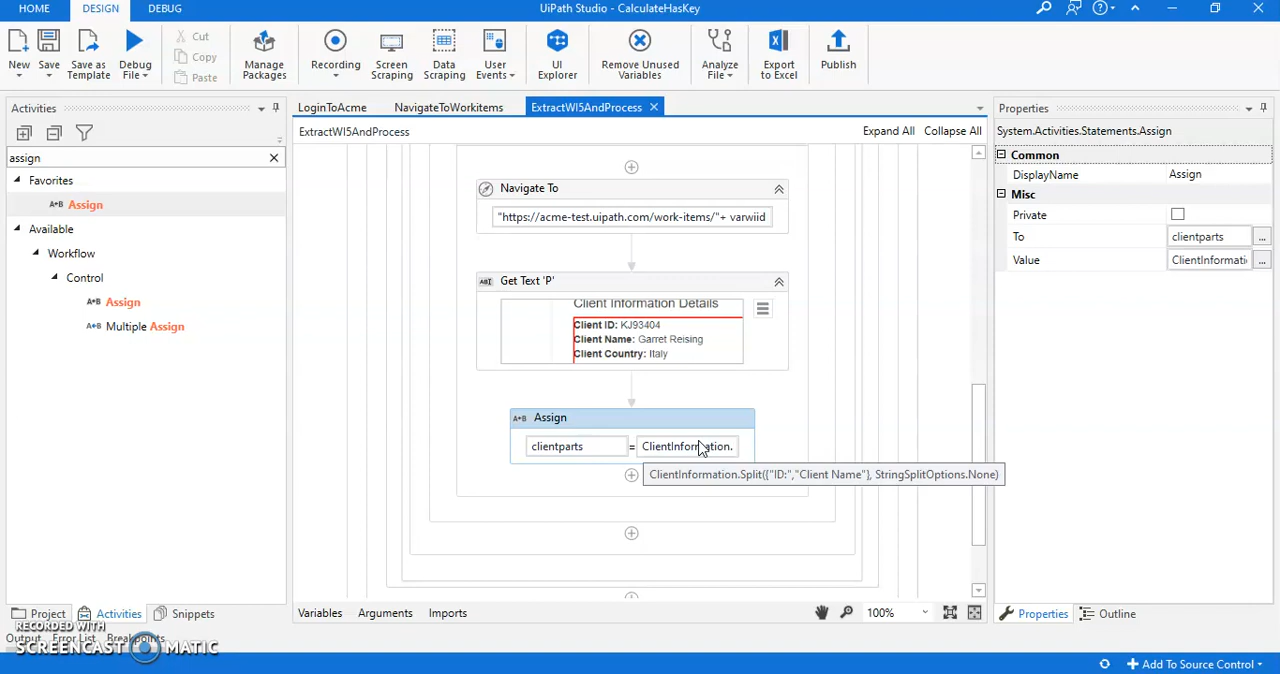 HOME DESIGN DEBUG UiPath Studio - CalculateHasKey
New Save Save as Template Debug File Cut Copy Paste Manage Packages Recording Screen Scraping Data Scraping User Events UI Explorer Remove Unused Variables Analyze File Export to Excel Publish
Activities LoginToAcme NavigateToWorkitems ExtractWI5AndProcess Properties
ExtractWI5AndProcess Expand All Collapse All System.Activities.Statements.Assign
assign
Common
Favorites
DisplayName Assign
Assign
Misc
Available
Private
Workflow
To clientparts ...
Control
Value ClientInformati ...
Assign
Multiple Assign
Navigate To
"https://acme-test.uipath.com/work-items/"+ varwiid
Get Text 'P'
Client Information Details
Client ID: KJ93404
Client Name: Garret Reising
Client Country: Italy
A+B Assign
clientparts = ClientInformation.
ClientInformation.Split({"ID:","Client Name"}, StringSplitOptions.None)
Project Activities Snippets Variables Arguments Imports 100% Properties Outline
Output Error List Breakpoints
RECORDED WITH
SCREENCAST MATIC
Add To Source Control